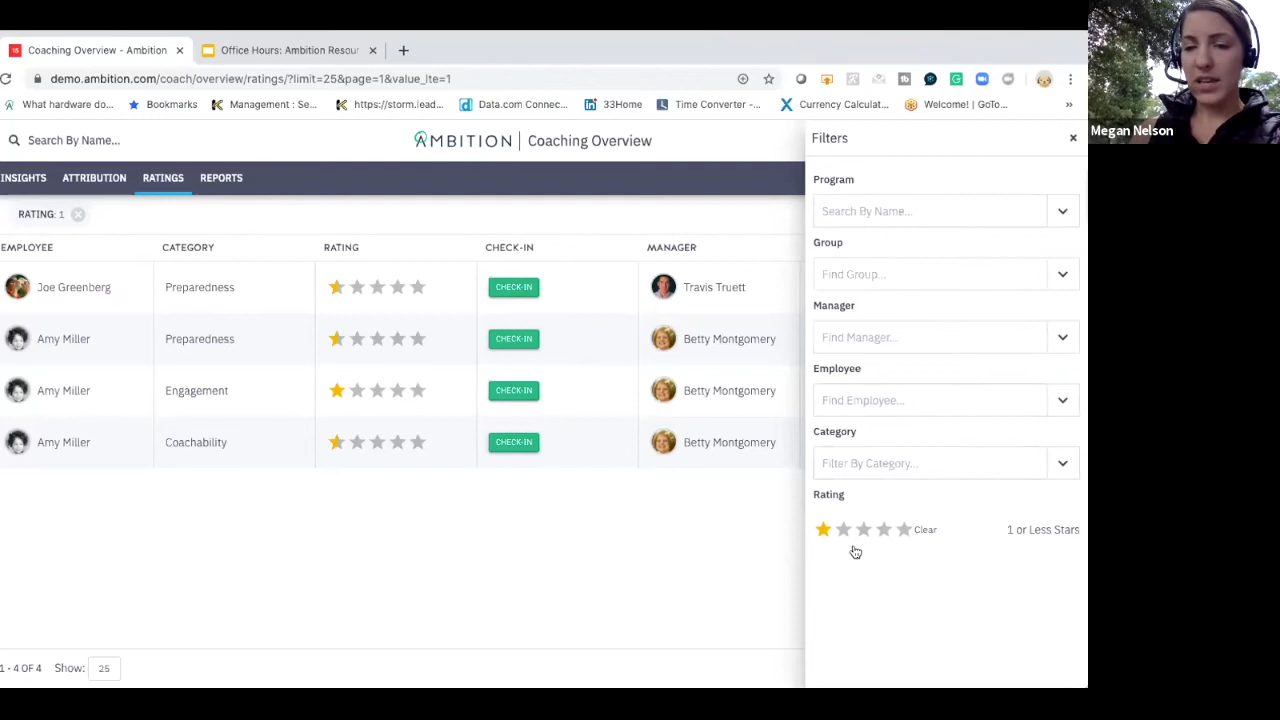 Coaching Overview - Ambition
Office Hours: Ambition Resour
demo.ambition.com/coach/overview/ratings/?limit=25&page=1&value_lte=1
What hardware do...
Bookmarks
Management : Se...
https://storm.lead...
Data.com Connec...
33Home
Time Converter -...
Currency Calculat...
Welcome! | GoTo...
»
Megan Nelson
Search By Name...
AMBITION | Coaching Overview
INSIGHTS ATTRIBUTION RATINGS REPORTS
RATING: 1
EMPLOYEE CATEGORY RATING CHECK-IN MANAGER
Joe Greenberg Preparedness CHECK-IN Travis Truett
Amy Miller Preparedness CHECK-IN Betty Montgomery
Amy Miller Engagement CHECK-IN Betty Montgomery
Amy Miller Coachability CHECK-IN Betty Montgomery
1 - 4 OF 4 Show: 25
Filters
Program
Search By Name...
Group
Find Group...
Manager
Find Manager...
Employee
Find Employee...
Category
Filter By Category...
Rating
Clear 1 or Less Stars